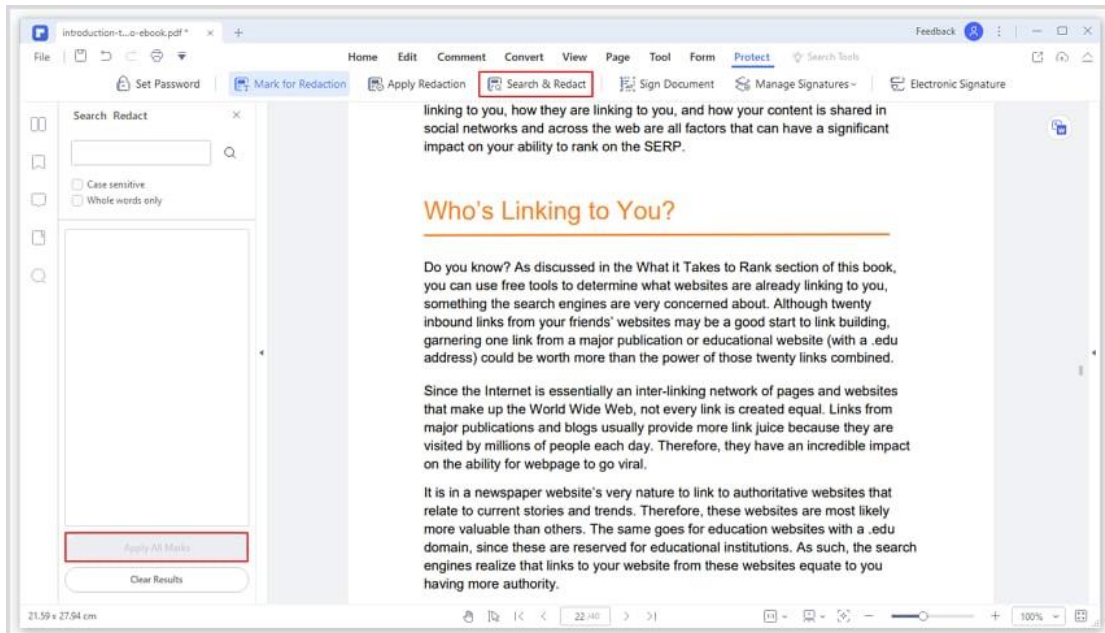 introduction-t...o-ebook.pdf * × +
Feedback
File
Home Edit Comment Convert View Page Tool Form Protect Search Tools
Set Password Mark for Redaction Apply Redaction Search & Redact Sign Document Manage Signatures Electronic Signature
Search Redact ×
Case sensitive
Whole words only
Apply All Marks
Clear Results
linking to you, how they are linking to you, and how your content is shared in
social networks and across the web are all factors that can have a significant
impact on your ability to rank on the SERP.
Who's Linking to You?
Do you know? As discussed in the What it Takes to Rank section of this book,
you can use free tools to determine what websites are already linking to you,
something the search engines are very concerned about. Although twenty
inbound links from your friends' websites may be a good start to link building,
garnering one link from a major publication or educational website (with a .edu
address) could be worth more than the power of those twenty links combined.
Since the Internet is essentially an inter-linking network of pages and websites
that make up the World Wide Web, not every link is created equal. Links from
major publications and blogs usually provide more link juice because they are
visited by millions of people each day. Therefore, they have an incredible impact
on the ability for webpage to go viral.
It is in a newspaper website's very nature to link to authoritative websites that
relate to current stories and trends. Therefore, these websites are most likely
more valuable than others. The same goes for education websites with a .edu
domain, since these are reserved for educational institutions. As such, the search
engines realize that links to your website from these websites equate to you
having more authority.
21.59 x 27.94 cm 22 /40 100%